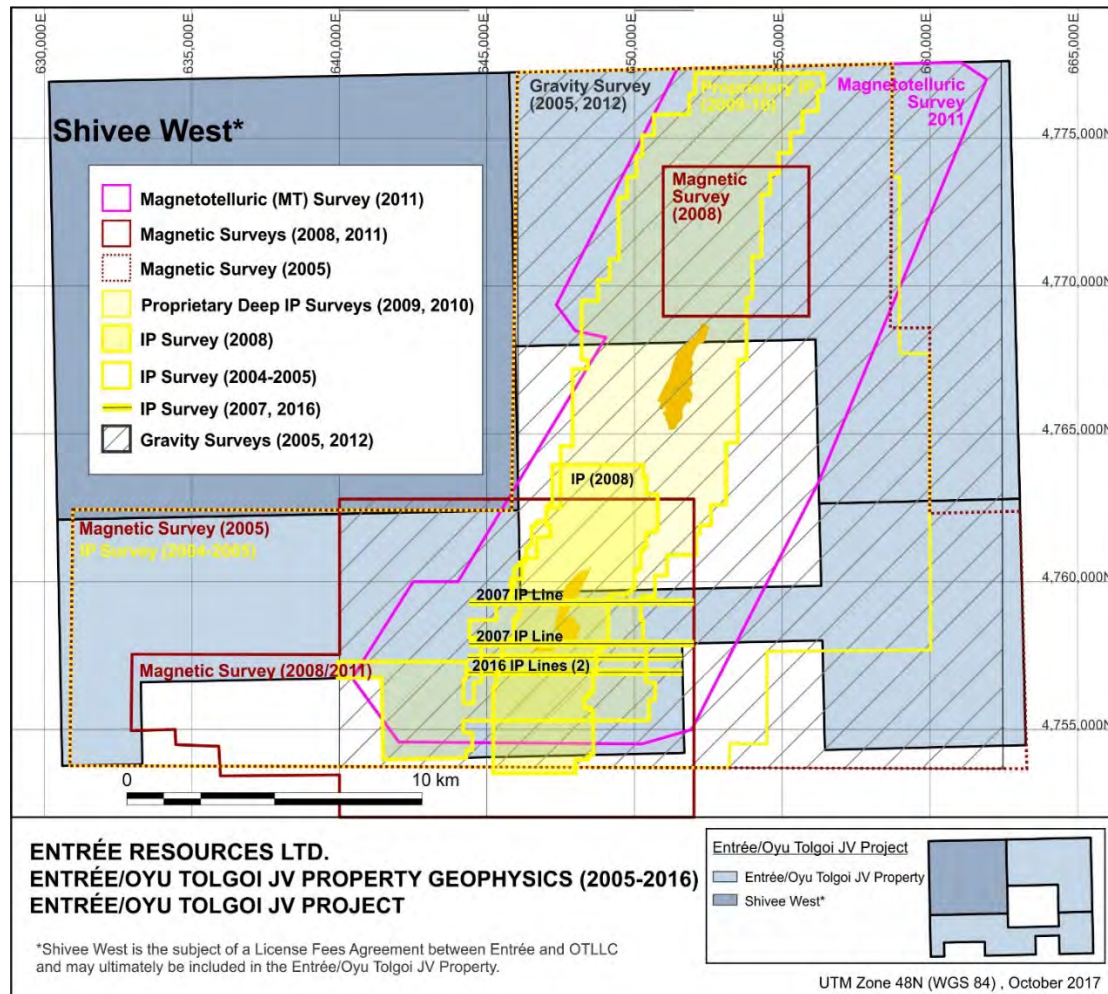 630,000E
635,000E
640,000E
645,000E
650,000E
655,000E
660,000E
665,000E
Gravity Survey
(2005, 2012)
Proprietary IP
(2009-10)
Magnetotelluric
Survey
2011
4,775,000N
Shivee West*
Magnetotelluric (MT) Survey (2011)
Magnetic Surveys (2008, 2011)
Magnetic Survey (2005)
Proprietary Deep IP Surveys (2009, 2010)
IP Survey (2008)
IP Survey (2004-2005)
IP Survey (2007, 2016)
Gravity Surveys (2005, 2012)
Magnetic
Survey
(2008)
4,770,000N
4,765,000N
IP (2008)
Magnetic Survey (2005)
IP Survey (2004-2005)
4,760,000N
2007 IP Line
2007 IP Line
2016 IP Lines (2)
Magnetic Survey (2008/2011)
4,755,000N
0
10 km
ENTRÉE RESOURCES LTD.
ENTRÉE/OYU TOLGOI JV PROPERTY GEOPHYSICS (2005-2016)
ENTRÉE/OYU TOLGOI JV PROJECT
*Shivee West is the subject of a License Fees Agreement between Entrée and OTLLC
and may ultimately be included in the Entrée/Oyu Tolgoi JV Property.
Entrée/Oyu Tolgoi JV Project
Entrée/Oyu Tolgoi JV Property
Shivee West*
UTM Zone 48N (WGS 84) , October 2017